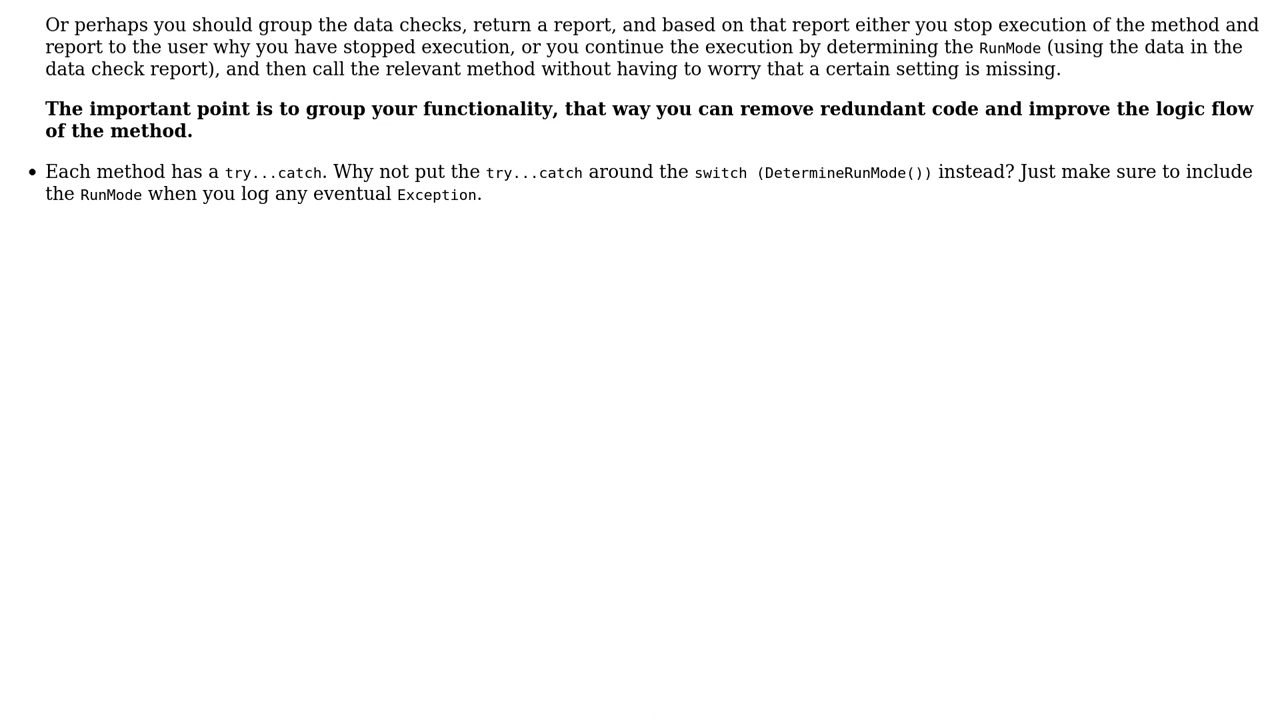 Or perhaps you should group the data checks, return a report, and based on that report either you stop execution of the method and
report to the user why you have stopped execution, or you continue the execution by determining the RunMode (using the data in the
data check report), and then call the relevant method without having to worry that a certain setting is missing.
The important point is to group your functionality, that way you can remove redundant code and improve the logic flow
of the method.
• Each method has a try...catch. Why not put the try...catch around the switch (DetermineRunMode()) instead? Just make sure to include
the RunMode when you log any eventual Exception.